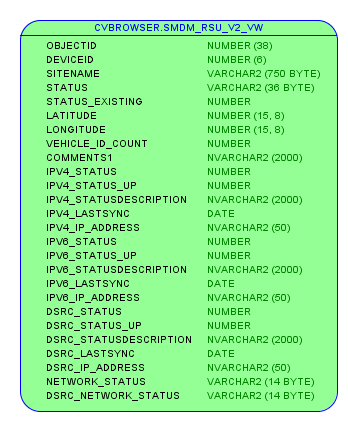 CVBROWSER.SMDM_RSU_V2_VW
OBJECTID NUMBER (38)
DEVICEID NUMBER (6)
SITENAME VARCHAR2 (750 BYTE)
STATUS VARCHAR2 (36 BYTE)
STATUS_EXISTING NUMBER
LATITUDE NUMBER (15, 8)
LONGITUDE NUMBER (15, 8)
VEHICLE_ID_COUNT NUMBER
COMMENTS1 NVARCHAR2 (2000)
IPV4_STATUS NUMBER
IPV4_STATUS_UP NUMBER
IPV4_STATUSDESCRIPTION NVARCHAR2 (2000)
IPV4_LASTSYNC DATE
IPV4_IP_ADDRESS NVARCHAR2 (50)
IPV6_STATUS NUMBER
IPV6_STATUS_UP NUMBER
IPV6_STATUSDESCRIPTION NVARCHAR2 (2000)
IPV6_LASTSYNC DATE
IPV6_IP_ADDRESS NVARCHAR2 (50)
DSRC_STATUS NUMBER
DSRC_STATUS_UP NUMBER
DSRC_STATUSDESCRIPTION NVARCHAR2 (2000)
DSRC_LASTSYNC DATE
DSRC_IP_ADDRESS NVARCHAR2 (50)
NETWORK_STATUS VARCHAR2 (14 BYTE)
DSRC_NETWORK_STATUS VARCHAR2 (14 BYTE)